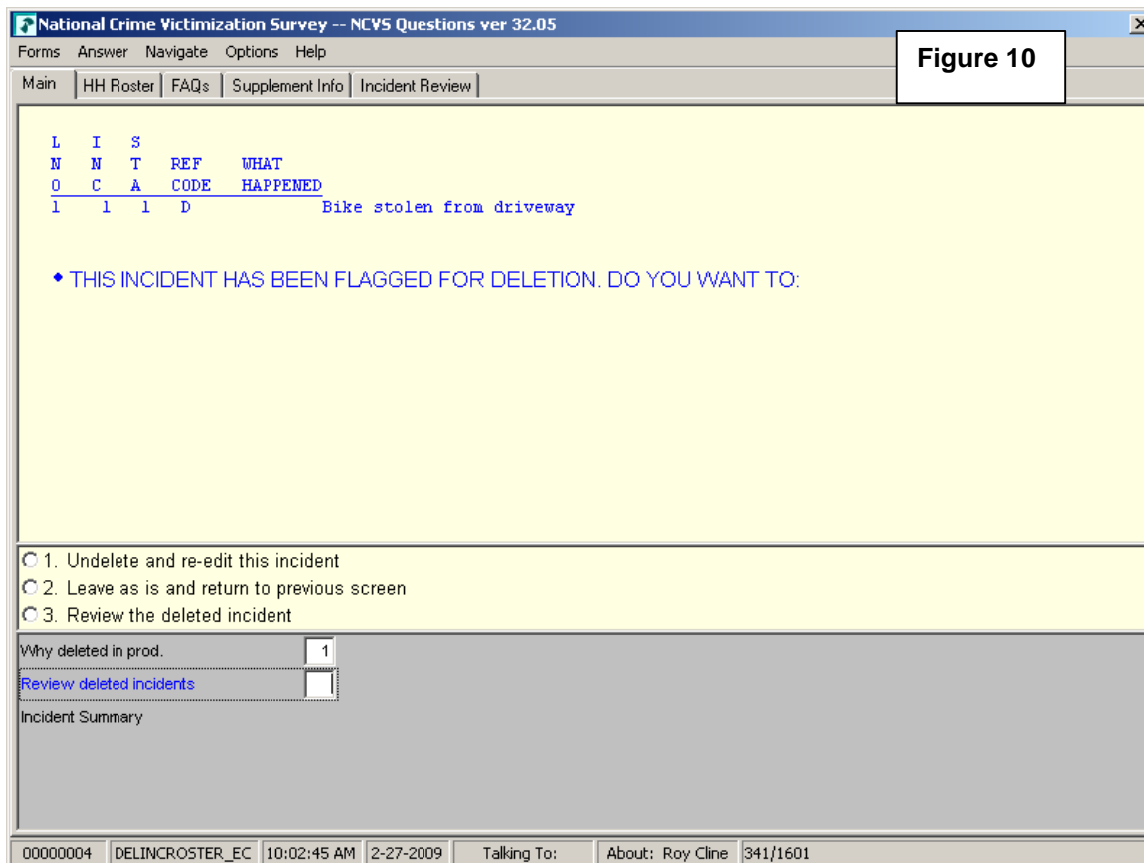 National Crime Victimization Survey -- NCVS Questions ver 32.05
Forms Answer Navigate Options Help
Figure 10
Main HH Roster FAQs Supplement Info Incident Review
L I S
N N T REF WHAT
O C A CODE HAPPENED
1 1 1 D Bike stolen from driveway
• THIS INCIDENT HAS BEEN FLAGGED FOR DELETION. DO YOU WANT TO:
1. Undelete and re-edit this incident
2. Leave as is and return to previous screen
3. Review the deleted incident
Why deleted in prod. 1
Review deleted incidents
Incident Summary
00000004 DELINCROSTER_EC 10:02:45 AM 2-27-2009 Talking To: About: Roy Cline 341/1601